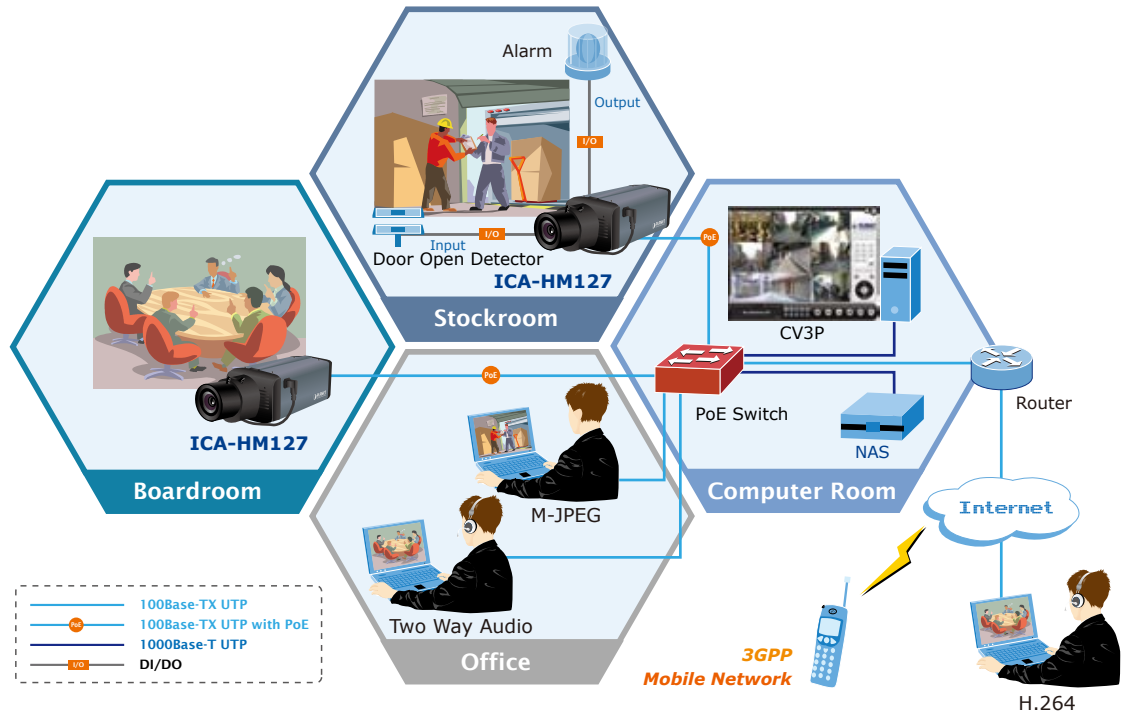 Alarm
Output
I/O
I/O
Input
Door Open Detector
ICA-HM127
Stockroom
PoE
CV3P
PoE
PoE Switch
Router
NAS
ICA-HM127
Boardroom
Computer Room
M-JPEG
Internet
Two Way Audio
Office
100Base-TX UTP
PoE
100Base-TX UTP with PoE
1000Base-T UTP
I/O
DI/DO
3GPP
Mobile Network
H.264